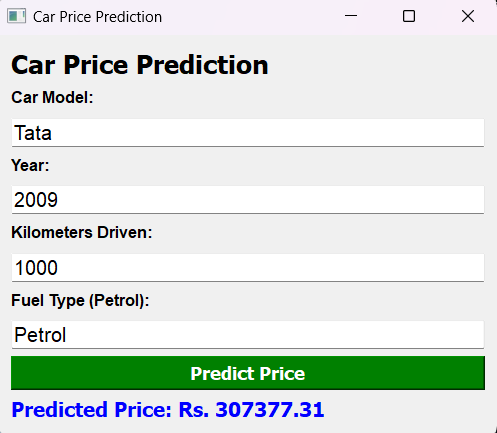 Car Price Prediction
Car Price Prediction
Car Model:
Tata
Year:
2009
Kilometers Driven:
1000
Fuel Type (Petrol):
Petrol
Predict Price
Predicted Price: Rs. 307377.31